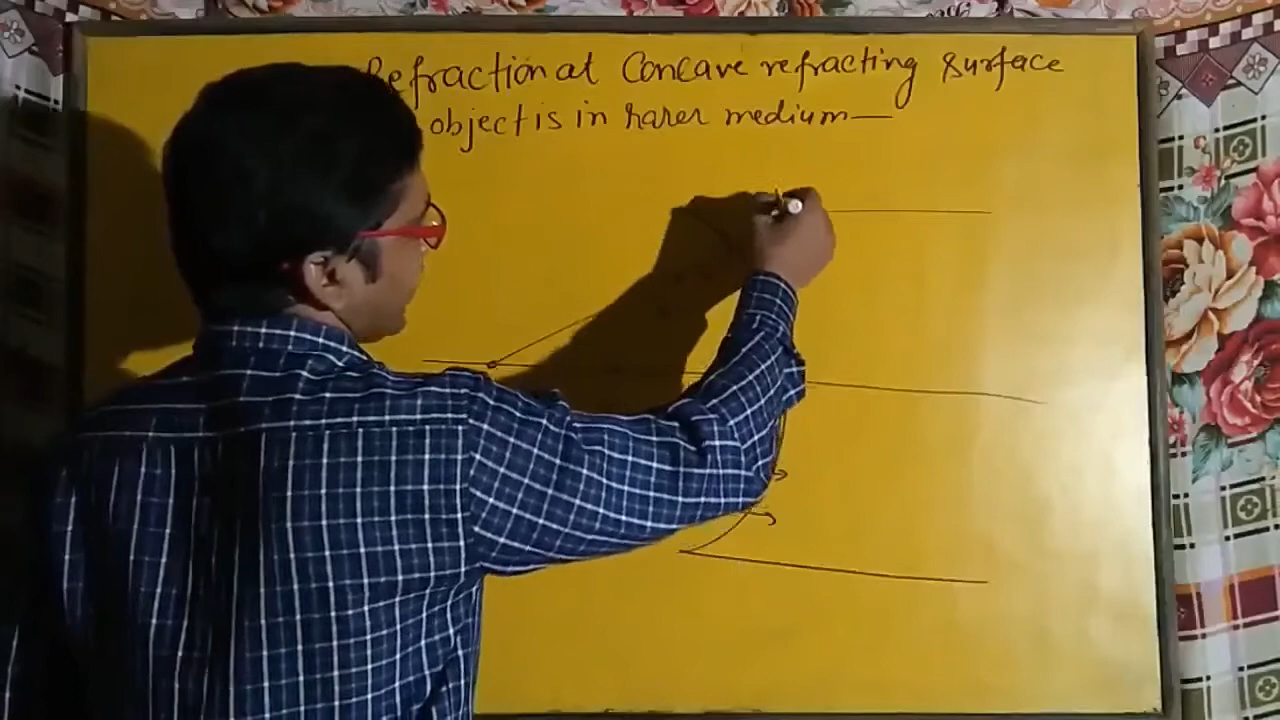 Refraction at Concave refracting surface
object is in rarer medium—